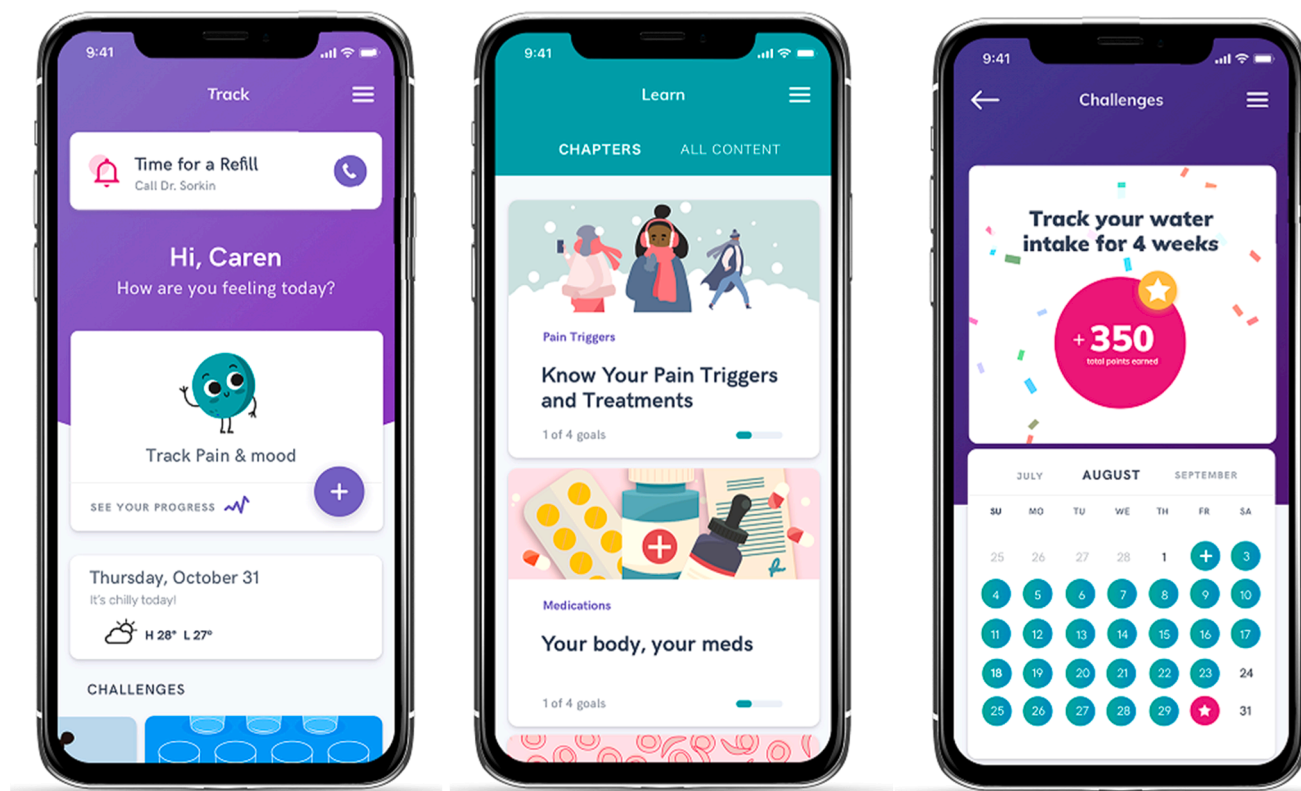 9:41
Track
Time for a Refill
Call Dr. Sorkin
Hi, Caren
How are you feeling today?
Track Pain & mood
SEE YOUR PROGRESS
+
Thursday, October 31
It's chilly today!
H 28° L 27°
CHALLENGES
9:41
Learn
CHAPTERS ALL CONTENT
Pain Triggers
Know Your Pain Triggers
and Treatments
1 of 4 goals
Medications
Your body, your meds
1 of 4 goals
9:41
Challenges
Track your water
intake for 4 weeks
+350
total points earned
JULY AUGUST SEPTEMBER
SU MO TU WE TH FR SA
25 26 27 28 1 + 3
4 5 6 7 8 9 10
11 12 13 14 15 16 17
18 19 20 21 22 23 24
25 26 27 28 29 31